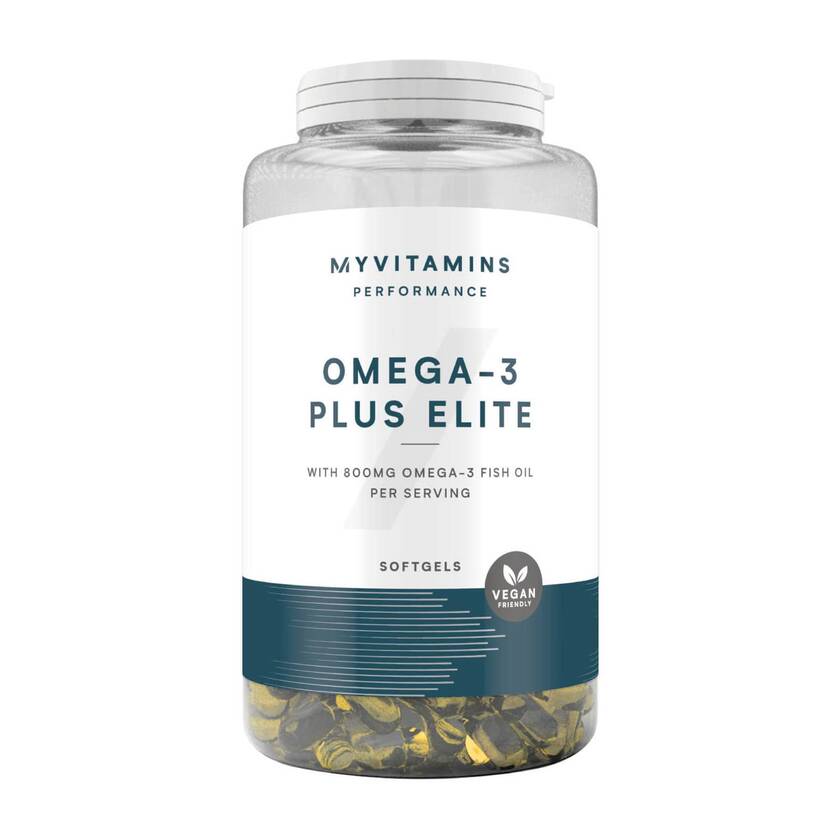 MYVITAMINS
PERFORMANCE
OMEGA-3
PLUS ELITE
WITH 800MG OMEGA-3 FISH OIL
PER SERVING
SOFTGELS
VEGAN
FRIENDLY